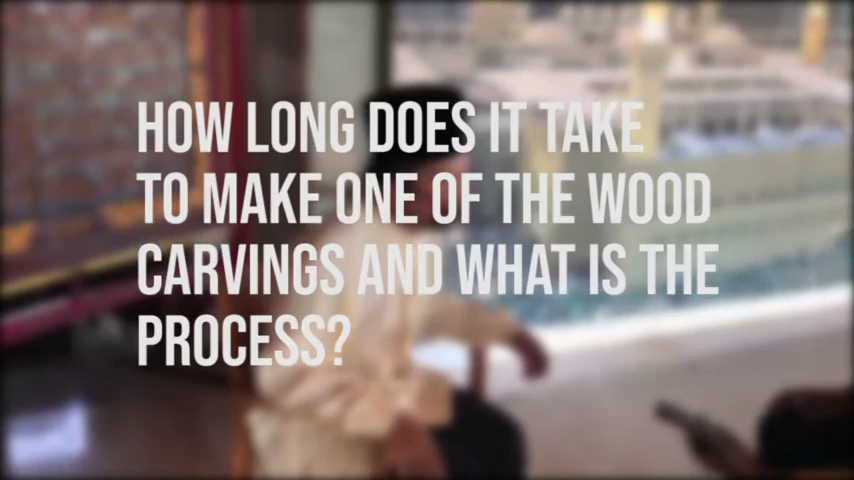 HOW LONG DOES IT TAKE
TO MAKE ONE OF THE WOOD
CARVINGS AND WHAT IS THE
PROCESS?